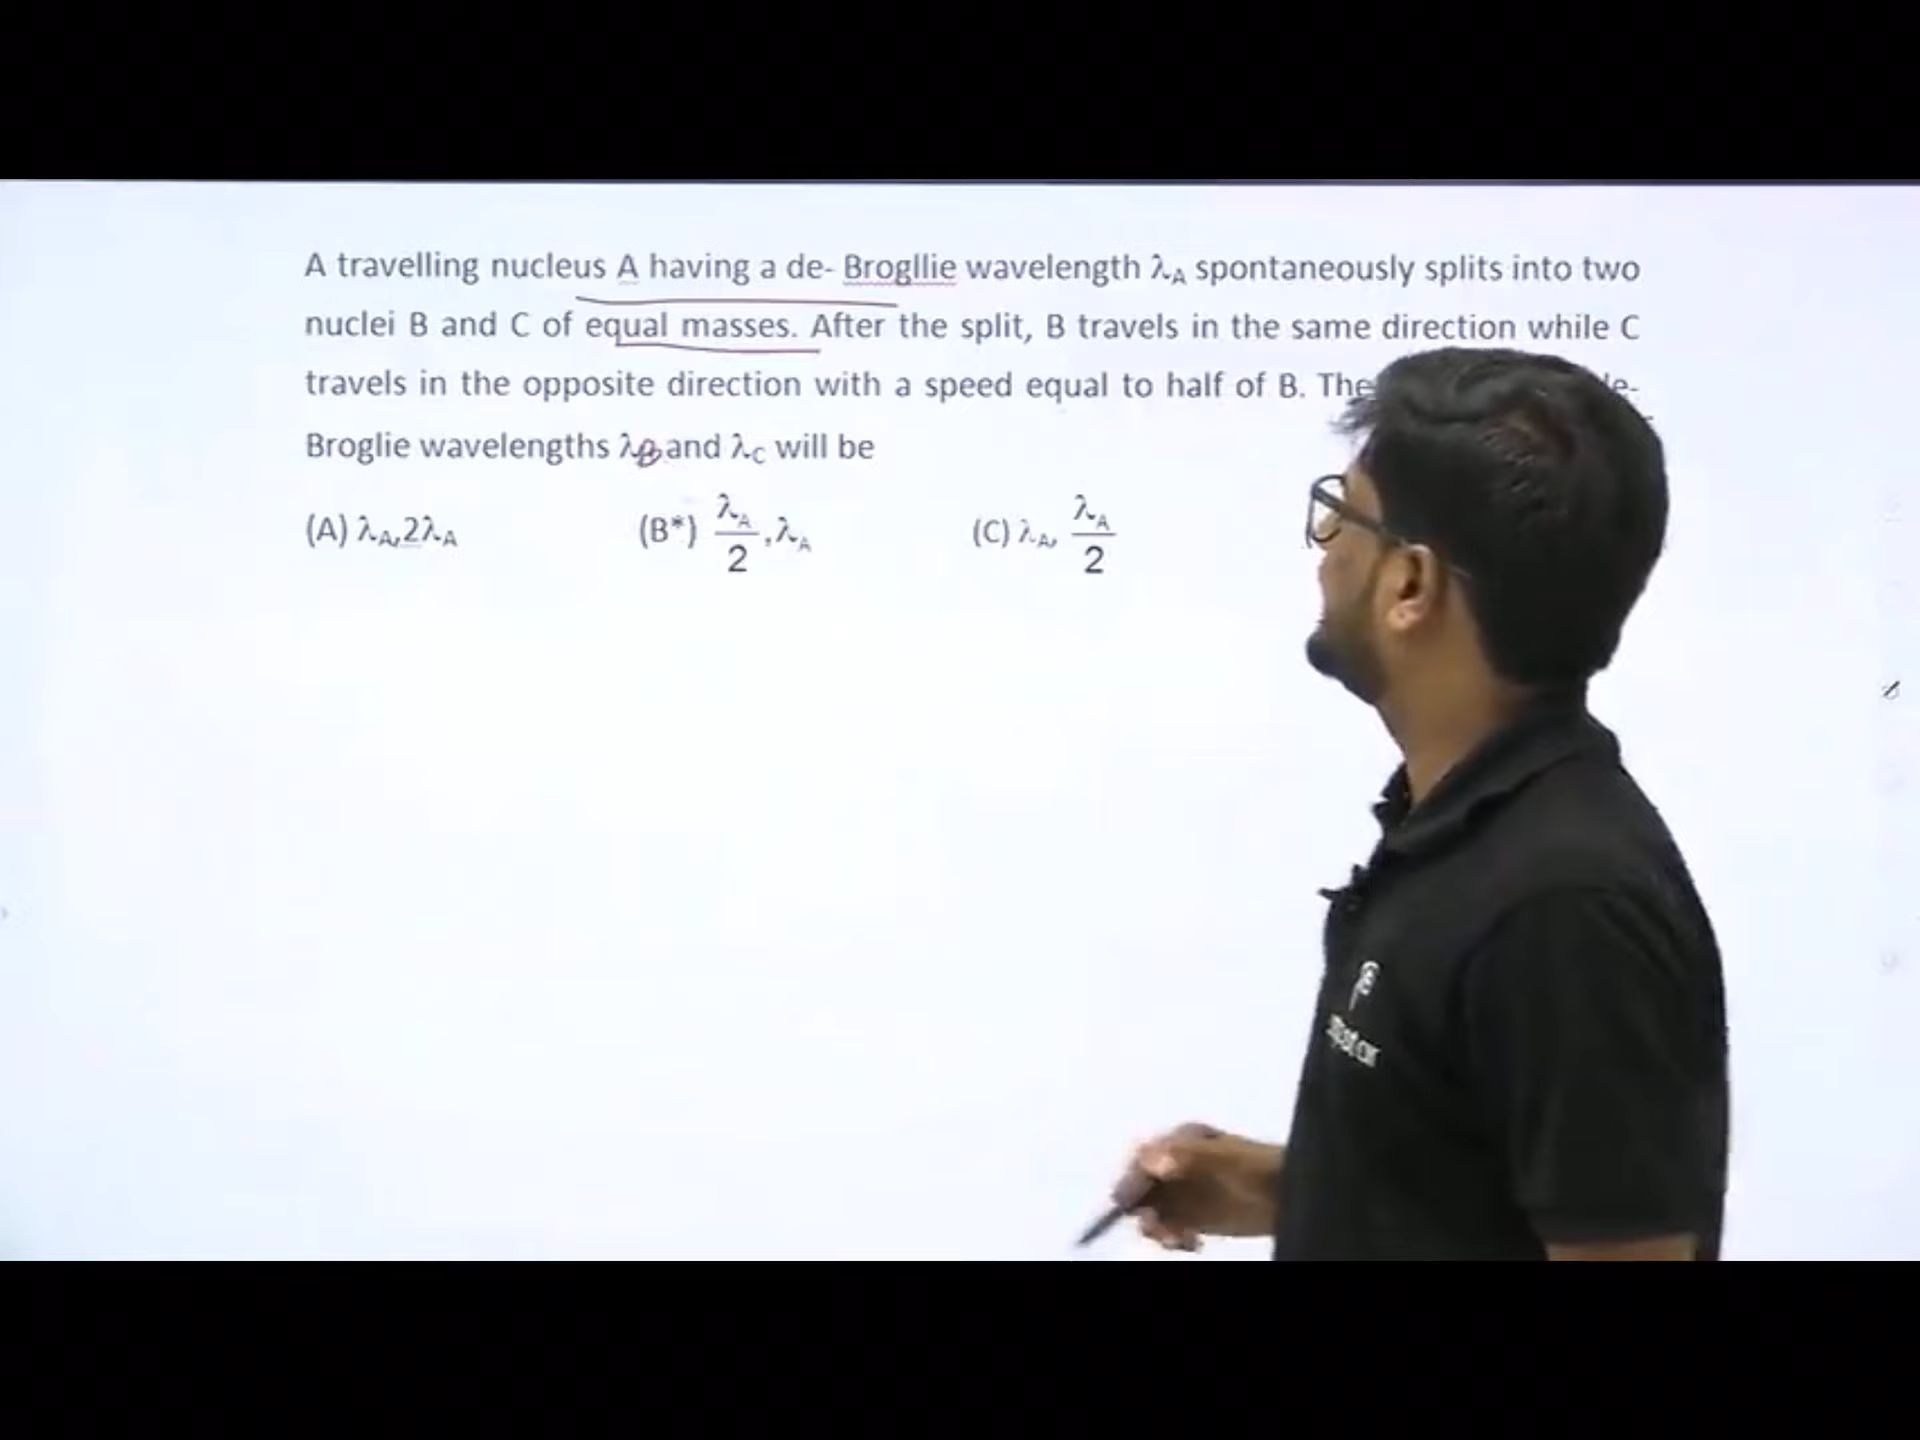 A travelling nucleus A having a de- Brogllie wavelength λA spontaneously splits into two
nuclei B and C of equal masses. After the split, B travels in the same direction while C
travels in the opposite direction with a speed equal to half of B. The de-
Broglie wavelengths λB and λC will be
(A) λA,2λA (B*) λA/2,λA (C) λA, λA/2